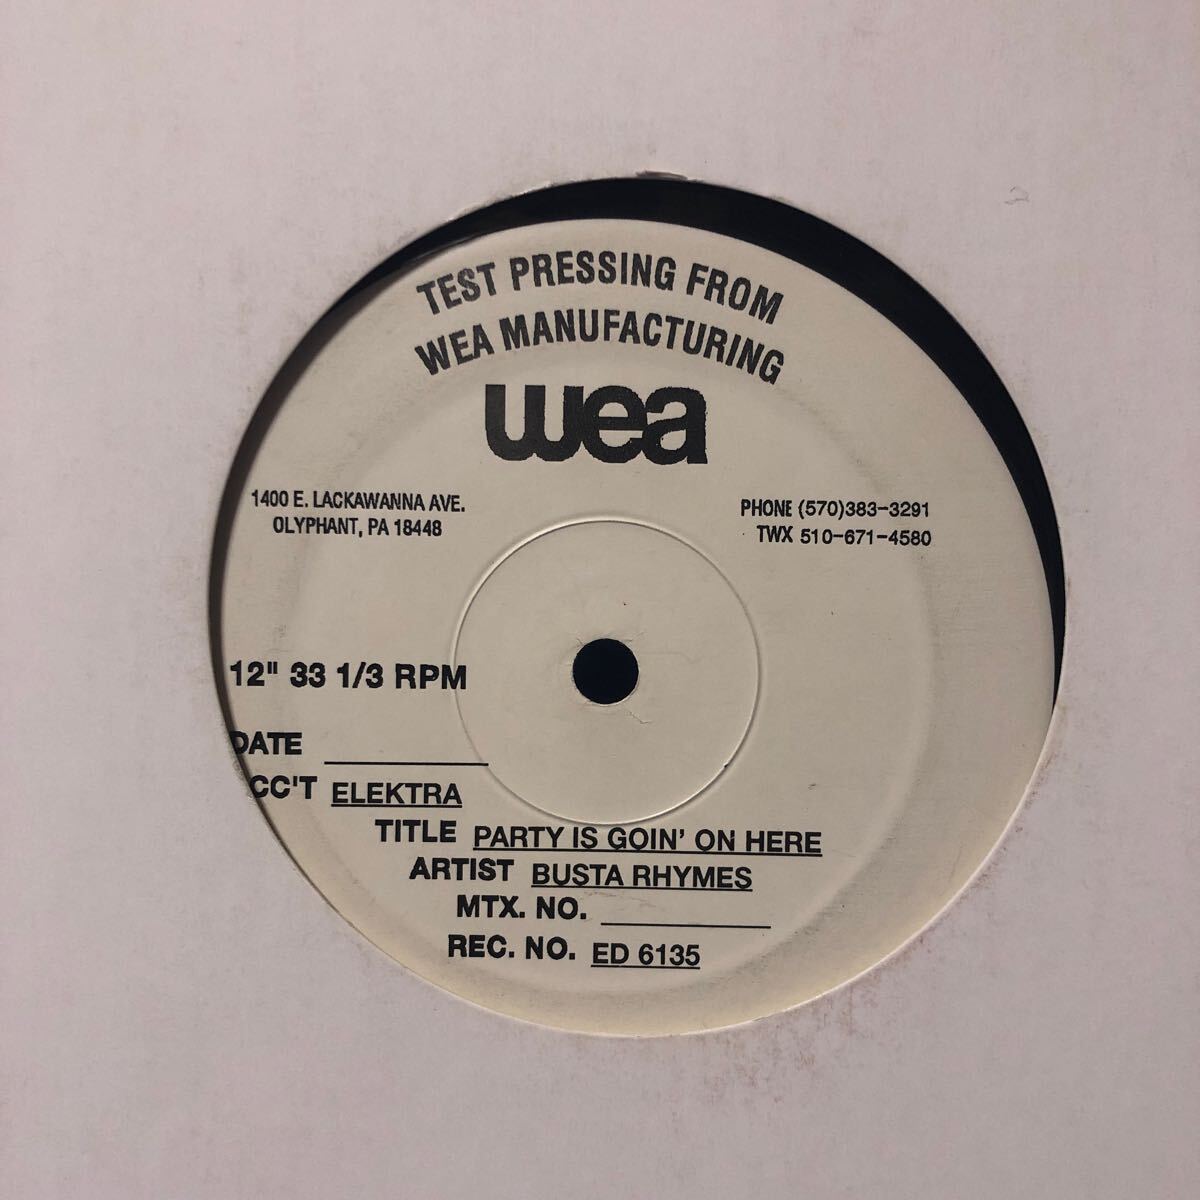 TEST PRESSING FROM
WEA MANUFACTURING
wea
1400 E. LACKAWANNA AVE.
OLYPHANT, PA 18448
PHONE (570)383-3291
TWX 510-671-4580
12" 33 1/3 RPM
DATE
CC'T ELEKTRA
TITLE PARTY IS GOIN' ON HERE
ARTIST BUSTA RHYMES
MTX. NO.
REC. NO. ED 6135